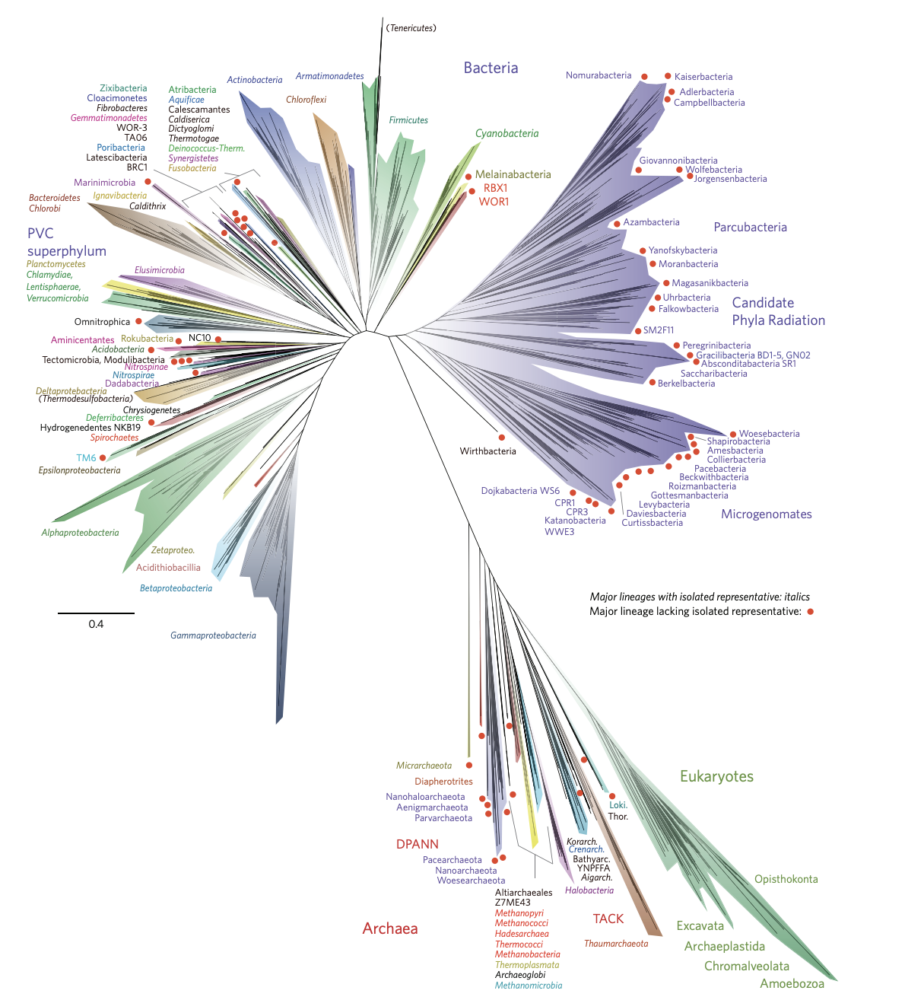 (Tenericutes)
Bacteria
Actinobacteria
Armatimonadetes
Chloroflexi
Firmicutes
Cyanobacteria
Melainabacteria
RBX1
WOR1
Zixibacteria
Cloacimonetes
Fibrobacteres
Gemmatimonadetes
WOR-3
TA06
Poribacteria
Latescibacteria
BRC1
Atribacteria
Aquificae
Calescamantes
Caldiserica
Dictyoglomi
Thermotogae
Deinococcus-Therm.
Synergistetes
Fusobacteria
Marinimicrobia
Ignavibacteria
Bacteroidetes
Chlorobi
Caldithrix
PVC
superphylum
Planctomycetes
Chlamydiae,
Lentisphaerae,
Verrucomicrobia
Elusimicrobia
Omnitrophica
Aminicentantes
Rokubacteria
NC10
Acidobacteria
Tectomicrobia, Modulibacteria
Nitrospinae
Nitrospirae
Dadabacteria
Deltaprotebacteria
(Thermodesulfobacteria)
Chrysiogenetes
Deferribacteres
Hydrogenedentes NKB19
Spirochaetes
TM6
Epsilonproteobacteria
Alphaproteobacteria
Zetaproteo.
Acidithiobacillia
Betaproteobacteria
Gammaproteobacteria
0.4
Nomurabacteria
Kaiserbacteria
Adlerbacteria
Campbellbacteria
Giovannonibacteria
Wolfebacteria
Jorgensenbacteria
Azambacteria
Parcubacteria
Yanofskybacteria
Moranbacteria
Magasanikbacteria
Uhrbacteria
Falkowbacteria
Candidate
Phyla Radiation
SM2F11
Peregrinibacteria
Gracilibacteria BD1-5, GN02
Absconditabacteria SR1
Saccharibacteria
Berkelbacteria
Woesebacteria
Shapirobacteria
Amesbacteria
Collierbacteria
Pacebacteria
Beckwithbacteria
Roizmanbacteria
Gottesmanbacteria
Levybacteria
Daviesbacteria
Curtissbacteria
Microgenomates
Wirthbacteria
Dojkabacteria WS6
CPR1
CPR3
Katanobacteria
WWE3
Major lineages with isolated representative: italics
Major lineage lacking isolated representative:
Micrarchaeota
Diapherotrites
Nanohaloarchaeota
Aenigmarchaeota
Parvarchaeota
DPANN
Pacearchaeota
Nanoarchaeota
Woesearchaeota
Altiarchaeales
Z7ME43
Methanopyri
Methanococci
Hadesarchaea
Thermococci
Methanobacteria
Thermoplasmata
Archaeoglobi
Methanomicrobia
Halobacteria
Archaea
Loki.
Thor.
Korarch.
Crenarch.
Bathyarc.
YNPFFA
Aigarch.
TACK
Thaumarchaeota
Eukaryotes
Opisthokonta
Excavata
Archaeplastida
Chromalveolata
Amoebozoa